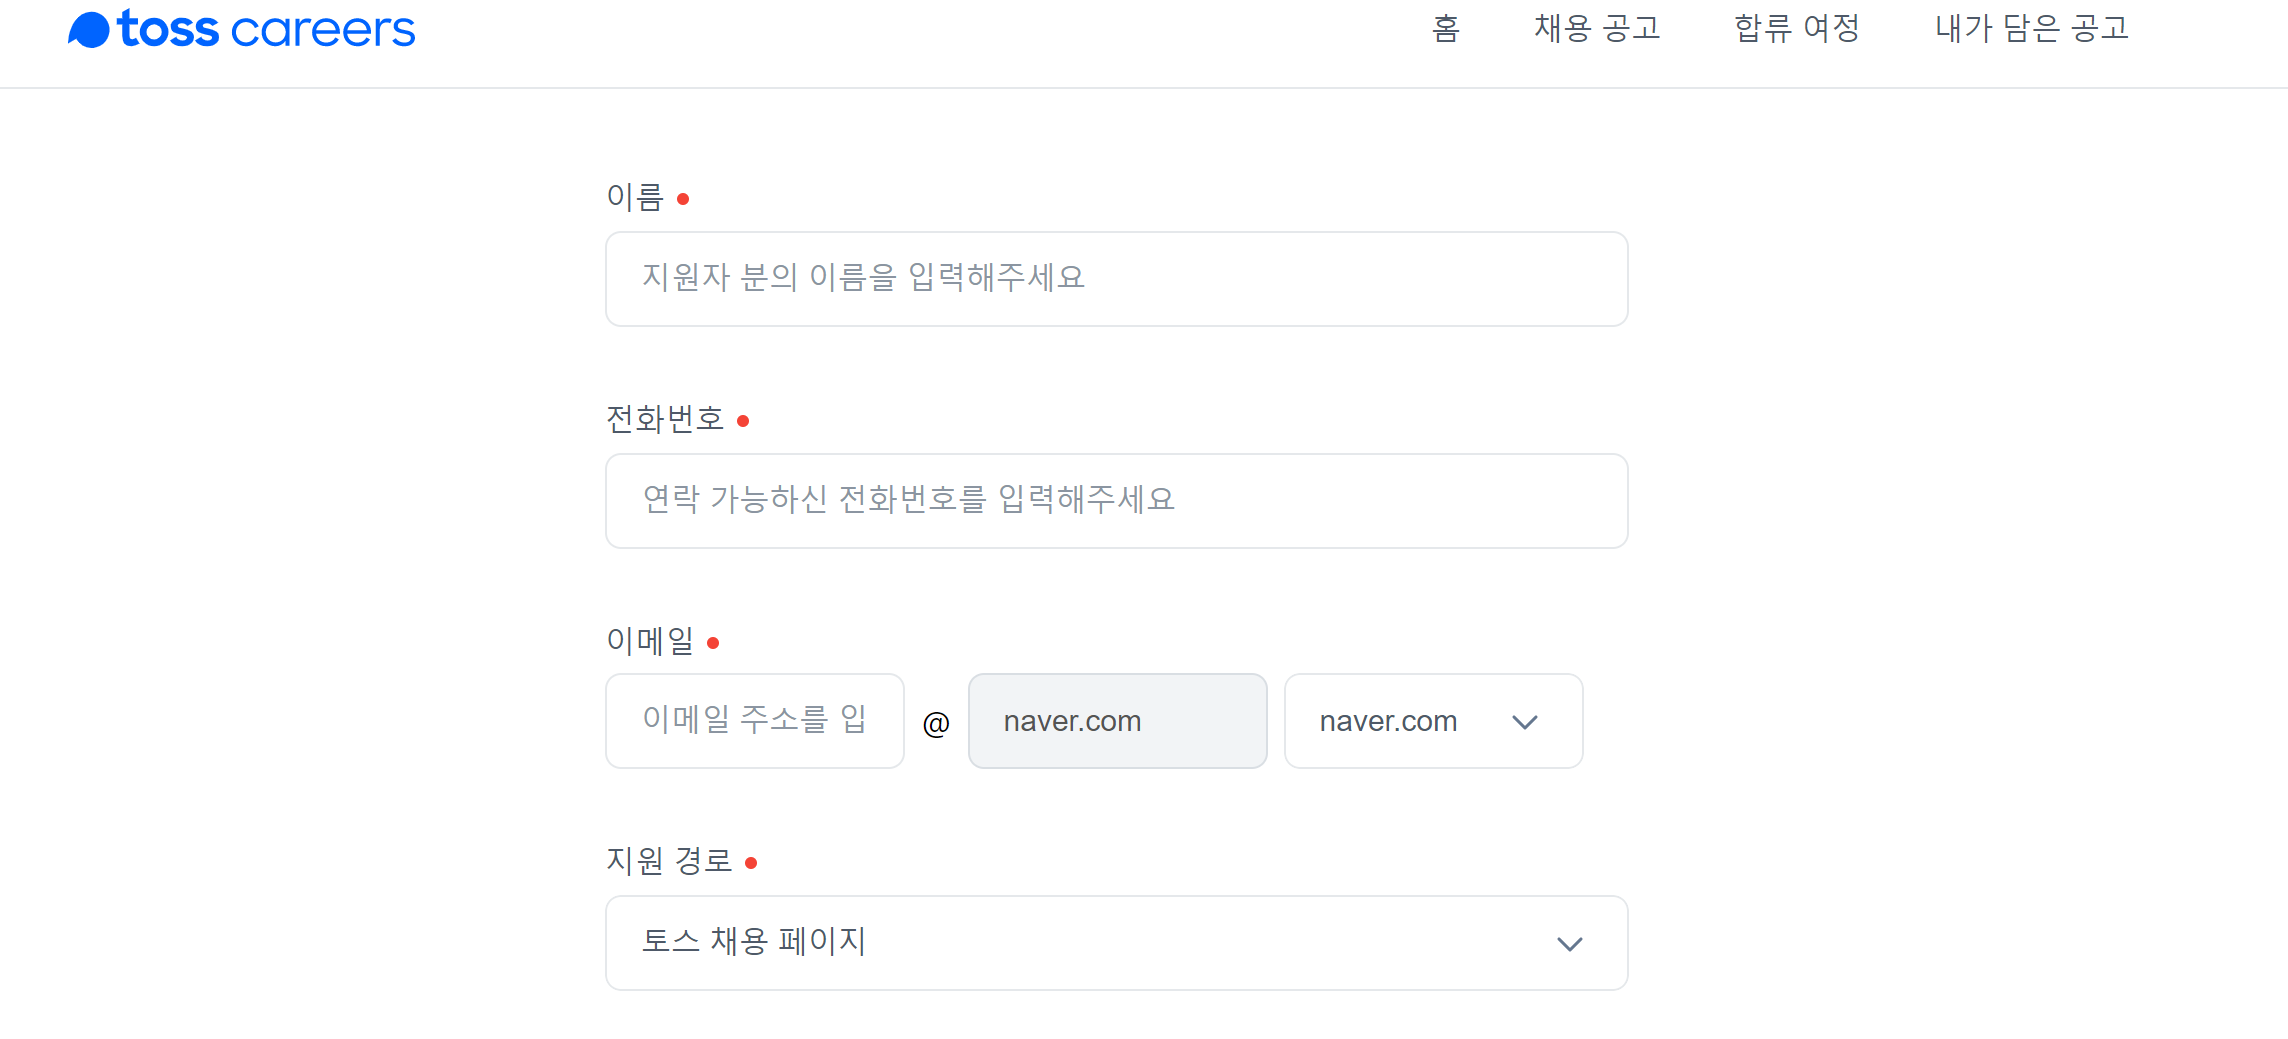 toss careers
홈 채용 공고 합류 여정 내가 담은 공고
이름
지원자 분의 이름을 입력해주세요
전화번호
연락 가능하신 전화번호를 입력해주세요
이메일
이메일 주소를 입 @ naver.com naver.com
지원 경로
토스 채용 페이지